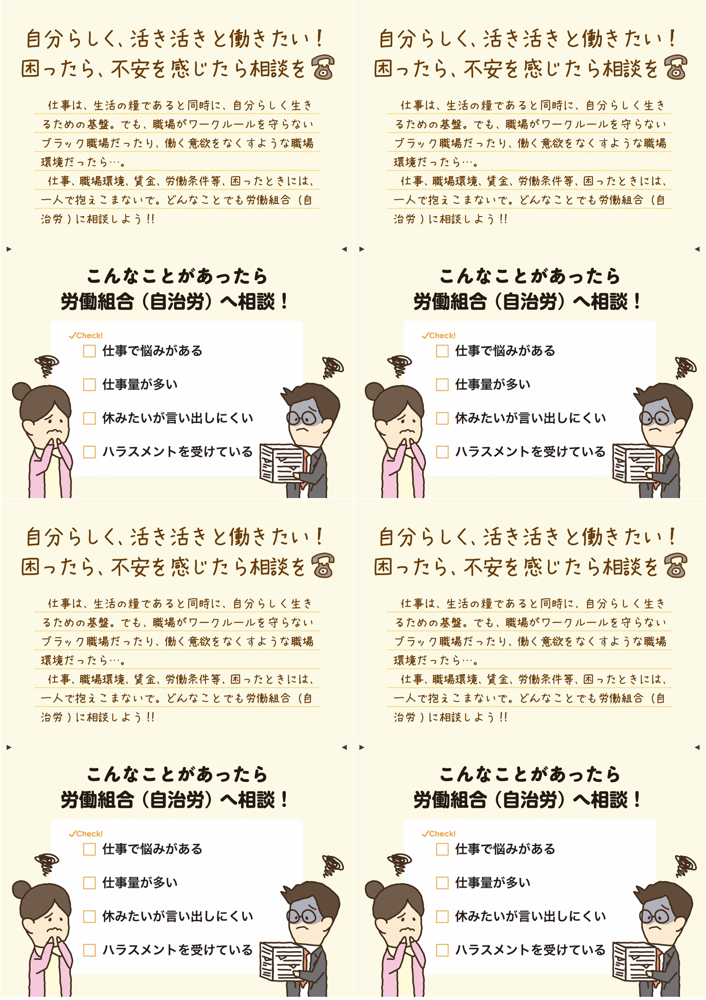 自分らしく、活き活きと働きたい！
困ったら、不安を感じたら相談を
仕事は、生活の糧であると同時に、自分らしく生き
るための基盤。でも、職場がワークルールを守らない
ブラック職場だったり、働く意欲をなくすような職場
環境だったら…。
仕事、職場環境、賃金、労働条件等、困ったときには、
一人で抱えこまないで。どんなことでも労働組合（自
治労）に相談しよう!!
こんなことがあったら
労働組合（自治労）へ相談！
Check!
仕事で悩みがある
仕事量が多い
休みたいが言い出しにくい
ハラスメントを受けている
自分らしく、活き活きと働きたい！
困ったら、不安を感じたら相談を
仕事は、生活の糧であると同時に、自分らしく生き
るための基盤。でも、職場がワークルールを守らない
ブラック職場だったり、働く意欲をなくすような職場
環境だったら…。
仕事、職場環境、賃金、労働条件等、困ったときには、
一人で抱えこまないで。どんなことでも労働組合（自
治労）に相談しよう!!
こんなことがあったら
労働組合（自治労）へ相談！
Check!
仕事で悩みがある
仕事量が多い
休みたいが言い出しにくい
ハラスメントを受けている
自分らしく、活き活きと働きたい！
困ったら、不安を感じたら相談を
仕事は、生活の糧であると同時に、自分らしく生き
るための基盤。でも、職場がワークルールを守らない
ブラック職場だったり、働く意欲をなくすような職場
環境だったら…。
仕事、職場環境、賃金、労働条件等、困ったときには、
一人で抱えこまないで。どんなことでも労働組合（自
治労）に相談しよう!!
こんなことがあったら
労働組合（自治労）へ相談！
Check!
仕事で悩みがある
仕事量が多い
休みたいが言い出しにくい
ハラスメントを受けている
自分らしく、活き活きと働きたい！
困ったら、不安を感じたら相談を
仕事は、生活の糧であると同時に、自分らしく生き
るための基盤。でも、職場がワークルールを守らない
ブラック職場だったり、働く意欲をなくすような職場
環境だったら…。
仕事、職場環境、賃金、労働条件等、困ったときには、
一人で抱えこまないで。どんなことでも労働組合（自
治労）に相談しよう!!
こんなことがあったら
労働組合（自治労）へ相談！
Check!
仕事で悩みがある
仕事量が多い
休みたいが言い出しにくい
ハラスメントを受けている